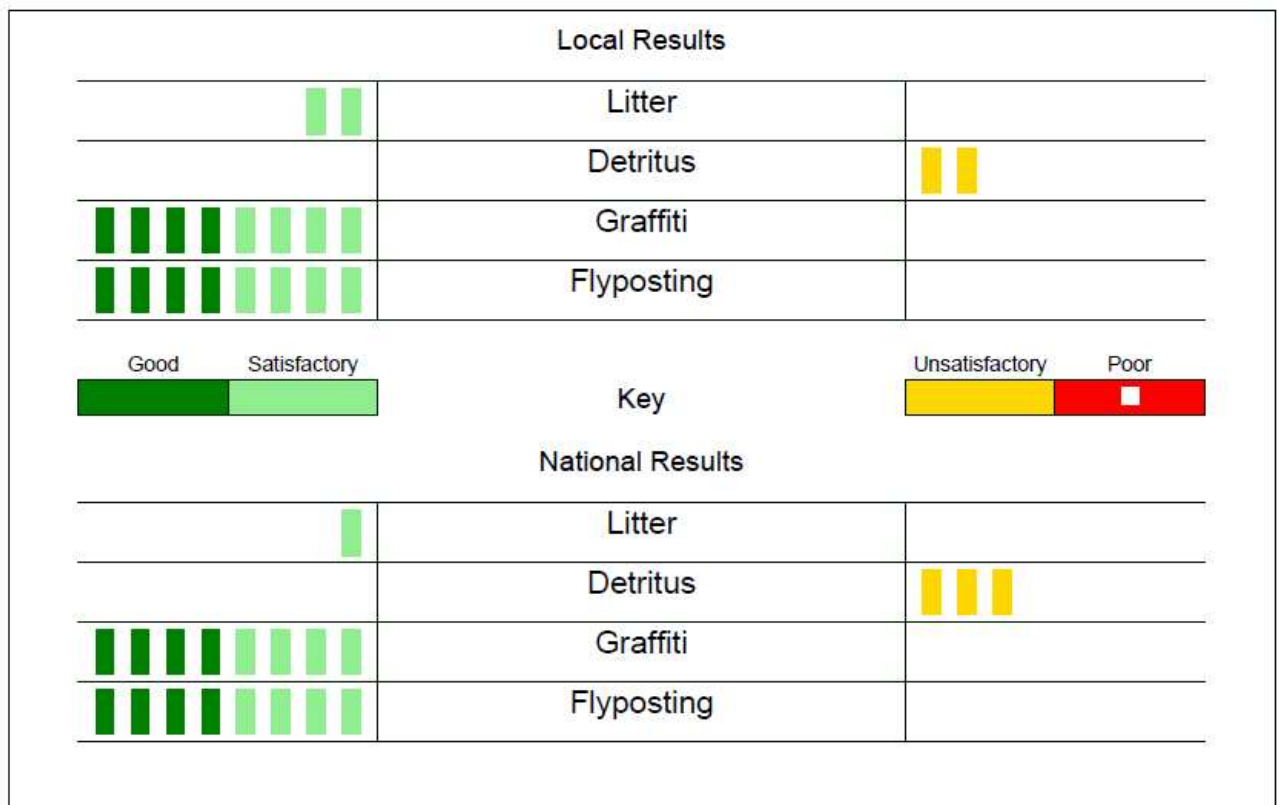 Local Results
Litter
Detritus
Graffiti
Flyposting
Good Satisfactory Unsatisfactory Poor
Key
National Results
Litter
Detritus
Graffiti
Flyposting